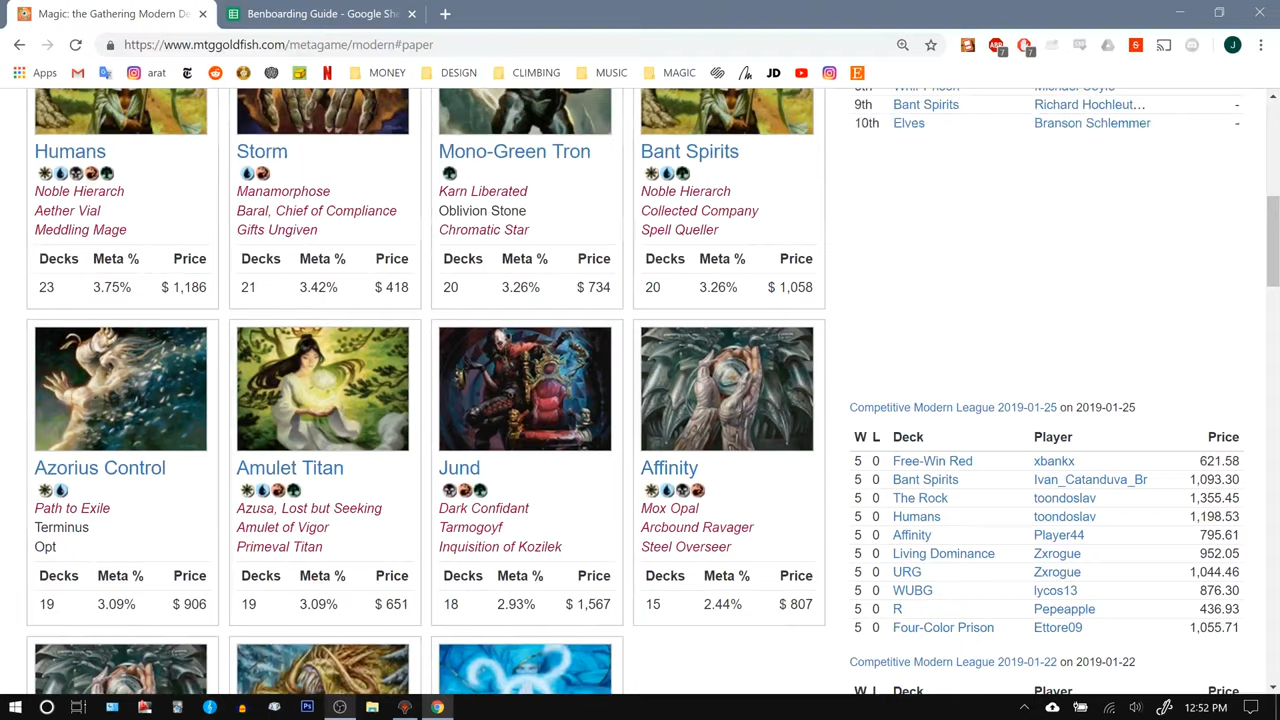 Magic: the Gathering Modern De
Benboarding Guide - Google She
https://www.mtggoldfish.com/metagame/modern#paper
Apps
arat
MONEY
DESIGN
CLIMBING
MUSIC
MAGIC
JD
7
7
J
Humans
Noble Hierarch
Aether Vial
Meddling Mage
Decks Meta % Price
23 3.75% $ 1,186
Storm
Manamorphose
Baral, Chief of Compliance
Gifts Ungiven
Decks Meta % Price
21 3.42% $ 418
Mono-Green Tron
Karn Liberated
Oblivion Stone
Chromatic Star
Decks Meta % Price
20 3.26% $ 734
Bant Spirits
Noble Hierarch
Collected Company
Spell Queller
Decks Meta % Price
20 3.26% $ 1,058
Azorius Control
Path to Exile
Terminus
Opt
Decks Meta % Price
19 3.09% $ 906
Amulet Titan
Azusa, Lost but Seeking
Amulet of Vigor
Primeval Titan
Decks Meta % Price
19 3.09% $ 651
Jund
Dark Confidant
Tarmogoyf
Inquisition of Kozilek
Decks Meta % Price
18 2.93% $ 1,567
Affinity
Mox Opal
Arcbound Ravager
Steel Overseer
Decks Meta % Price
15 2.44% $ 807
9th Bant Spirits Richard Hochleut… -
10th Elves Branson Schlemmer -
Competitive Modern League 2019-01-25 on 2019-01-25
W L Deck Player Price
5 0 Free-Win Red xbankx 621.58
5 0 Bant Spirits Ivan_Catanduva_Br 1,093.30
5 0 The Rock toondoslav 1,355.45
5 0 Humans toondoslav 1,198.53
5 0 Affinity Player44 795.61
5 0 Living Dominance Zxrogue 952.05
5 0 URG Zxrogue 1,044.46
5 0 WUBG lycos13 876.30
5 0 R Pepeapple 436.93
5 0 Four-Color Prison Ettore09 1,055.71
Competitive Modern League 2019-01-22 on 2019-01-22
W L Deck Player Price
12:52 PM